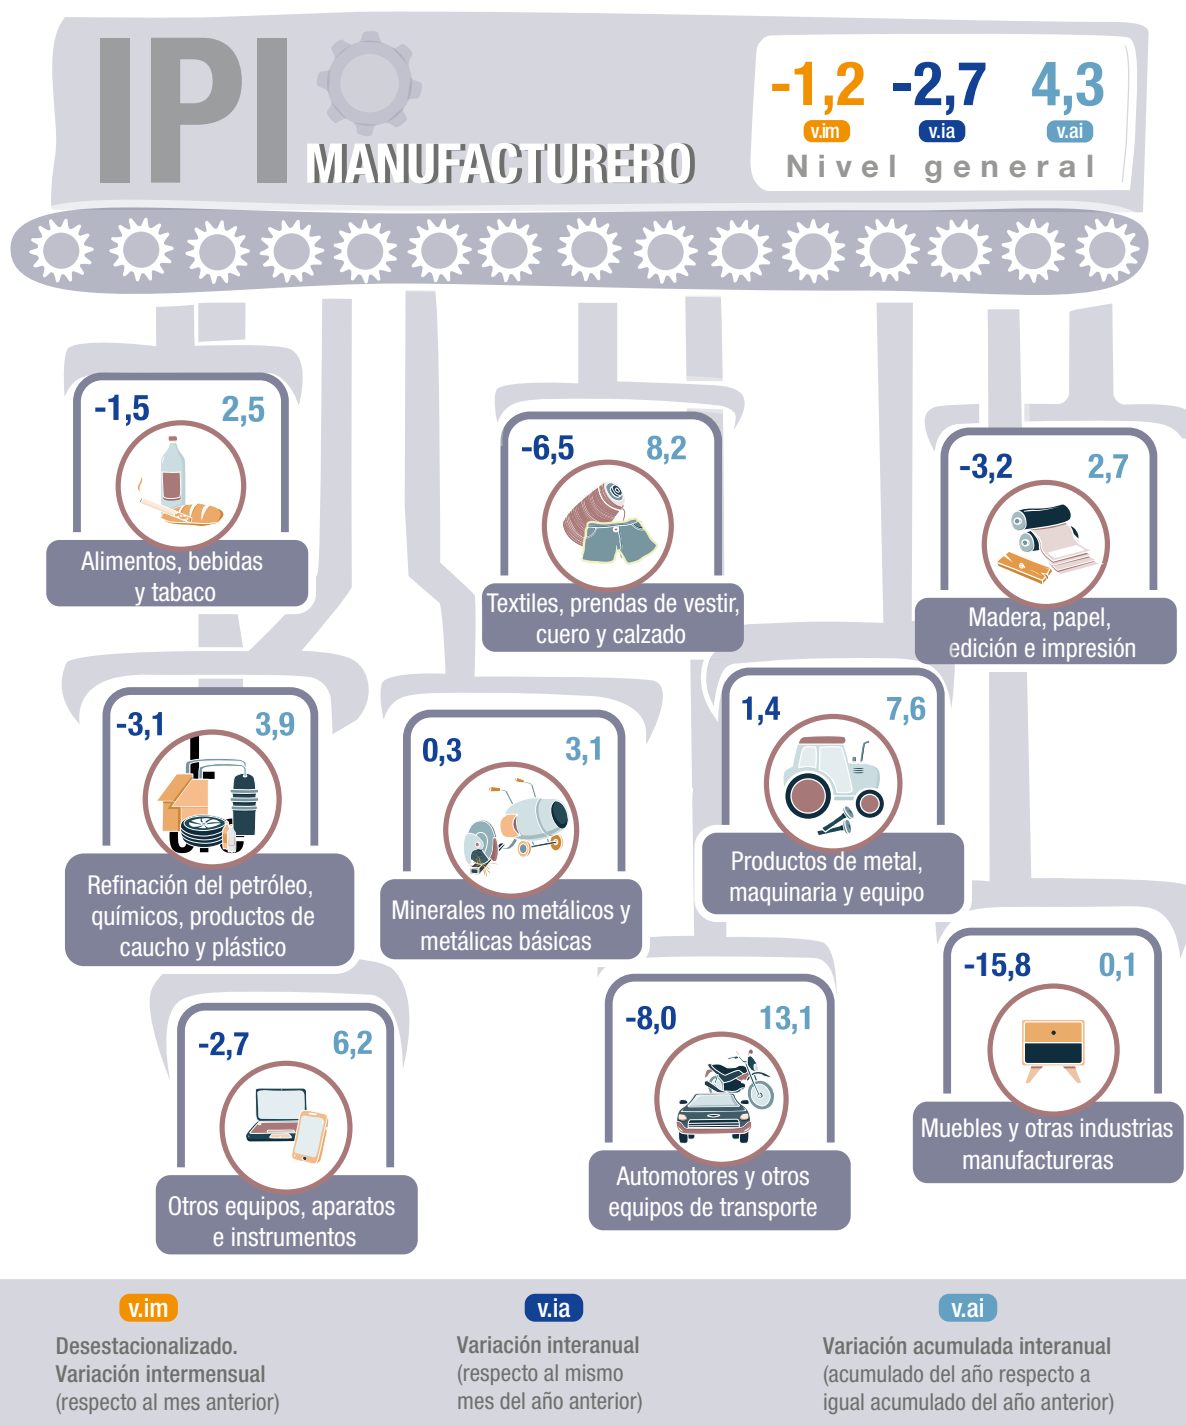 IPI
MANUFACTURERO
-1,2 -2,7 4,3
v.im v.ia v.ai
Nivel general
-1,5 2,5
Alimentos, bebidas
y tabaco
-6,5 8,2
Textiles, prendas de vestir,
cuero y calzado
-3,2 2,7
Madera, papel,
edición e impresión
-3,1 3,9
Refinación del petróleo,
químicos, productos de
caucho y plástico
0,3 3,1
Minerales no metálicos y
metálicas básicas
1,4 7,6
Productos de metal,
maquinaria y equipo
-2,7 6,2
Otros equipos, aparatos
e instrumentos
-8,0 13,1
Automotores y otros
equipos de transporte
-15,8 0,1
Muebles y otras industrias
manufactureras
v.im
Desestacionalizado.
Variación intermensual
(respecto al mes anterior)
v.ia
Variación interanual
(respecto al mismo
mes del año anterior)
v.ai
Variación acumulada interanual
(acumulado del año respecto a
igual acumulado del año anterior)